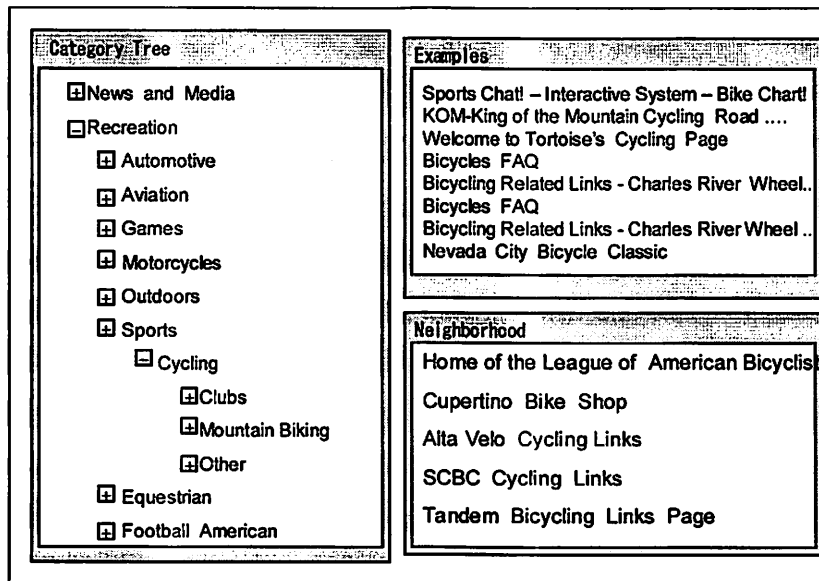 Category Tree
News and Media
Recreation
Automotive
Aviation
Games
Motorcycles
Outdoors
Sports
Cycling
Clubs
Mountain Biking
Other
Equestrian
Football American
Examples
Sports Chat! – Interactive System – Bike Chart!
KOM-King of the Mountain Cycling Road ....
Welcome to Tortoise's Cycling Page
Bicycles FAQ
Bicycling Related Links - Charles River Wheel..
Bicycles FAQ
Bicycling Related Links - Charles River Wheel ..
Nevada City Bicycle Classic
Neighborhood
Home of the League of American Bicyclist
Cupertino Bike Shop
Alta Velo Cycling Links
SCBC Cycling Links
Tandem Bicycling Links Page